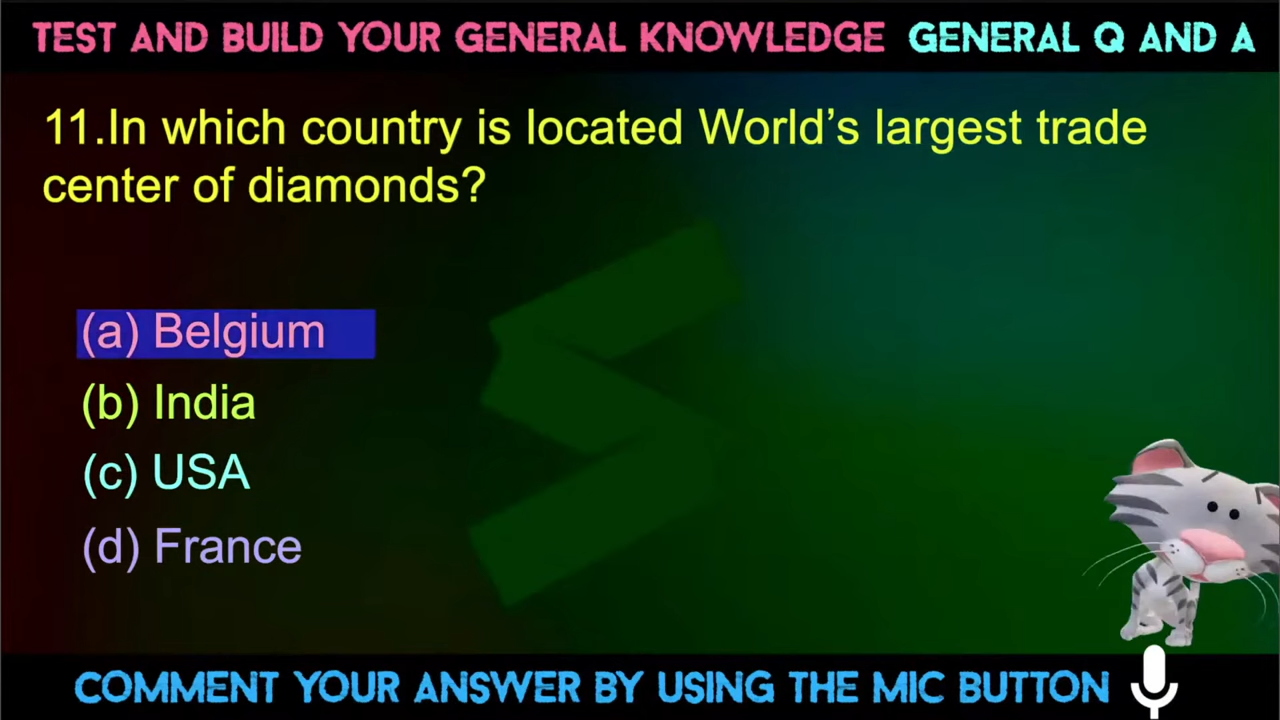 TEST AND BUILD YOUR GENERAL KNOWLEDGE GENERAL Q AND A
11.In which country is located World’s largest trade
center of diamonds?
(a) Belgium
(b) India
(c) USA
(d) France
COMMENT YOUR ANSWER BY USING THE MIC BUTTON